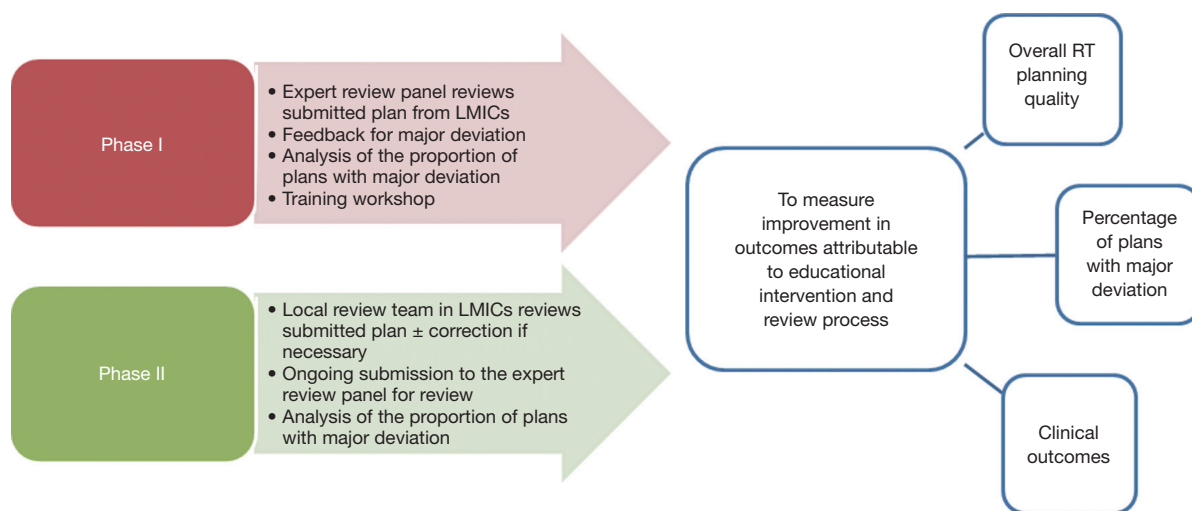 Phase I
• Expert review panel reviews
submitted plan from LMICs
• Feedback for major deviation
• Analysis of the proportion of
plans with major deviation
• Training workshop
Phase II
• Local review team in LMICs reviews
submitted plan ± correction if
necessary
• Ongoing submission to the expert
review panel for review
• Analysis of the proportion of plans
with major deviation
To measure
improvement in
outcomes attributable
to educational
intervention and
review process
Overall RT
planning
quality
Percentage
of plans
with major
deviation
Clinical
outcomes